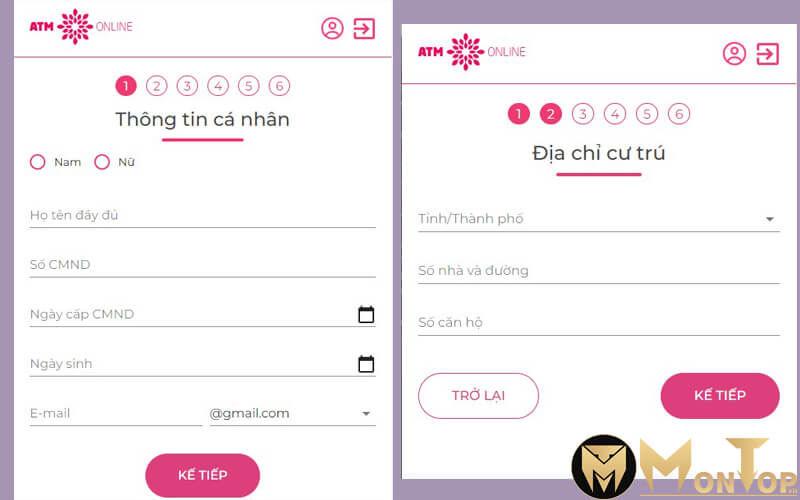 ATM ONLINE
1 2 3 4 5 6
Thông tin cá nhân
Nam Nữ
Họ tên đầy đủ
Số CMND
Ngày cấp CMND
Ngày sinh
E-mail @gmail.com
KẾ TIẾP
ATM ONLINE
1 2 3 4 5 6
Địa chỉ cư trú
Tỉnh/Thành phố
Số nhà và đường
Số căn hộ
TRỞ LẠI KẾ TIẾP
MONTOP